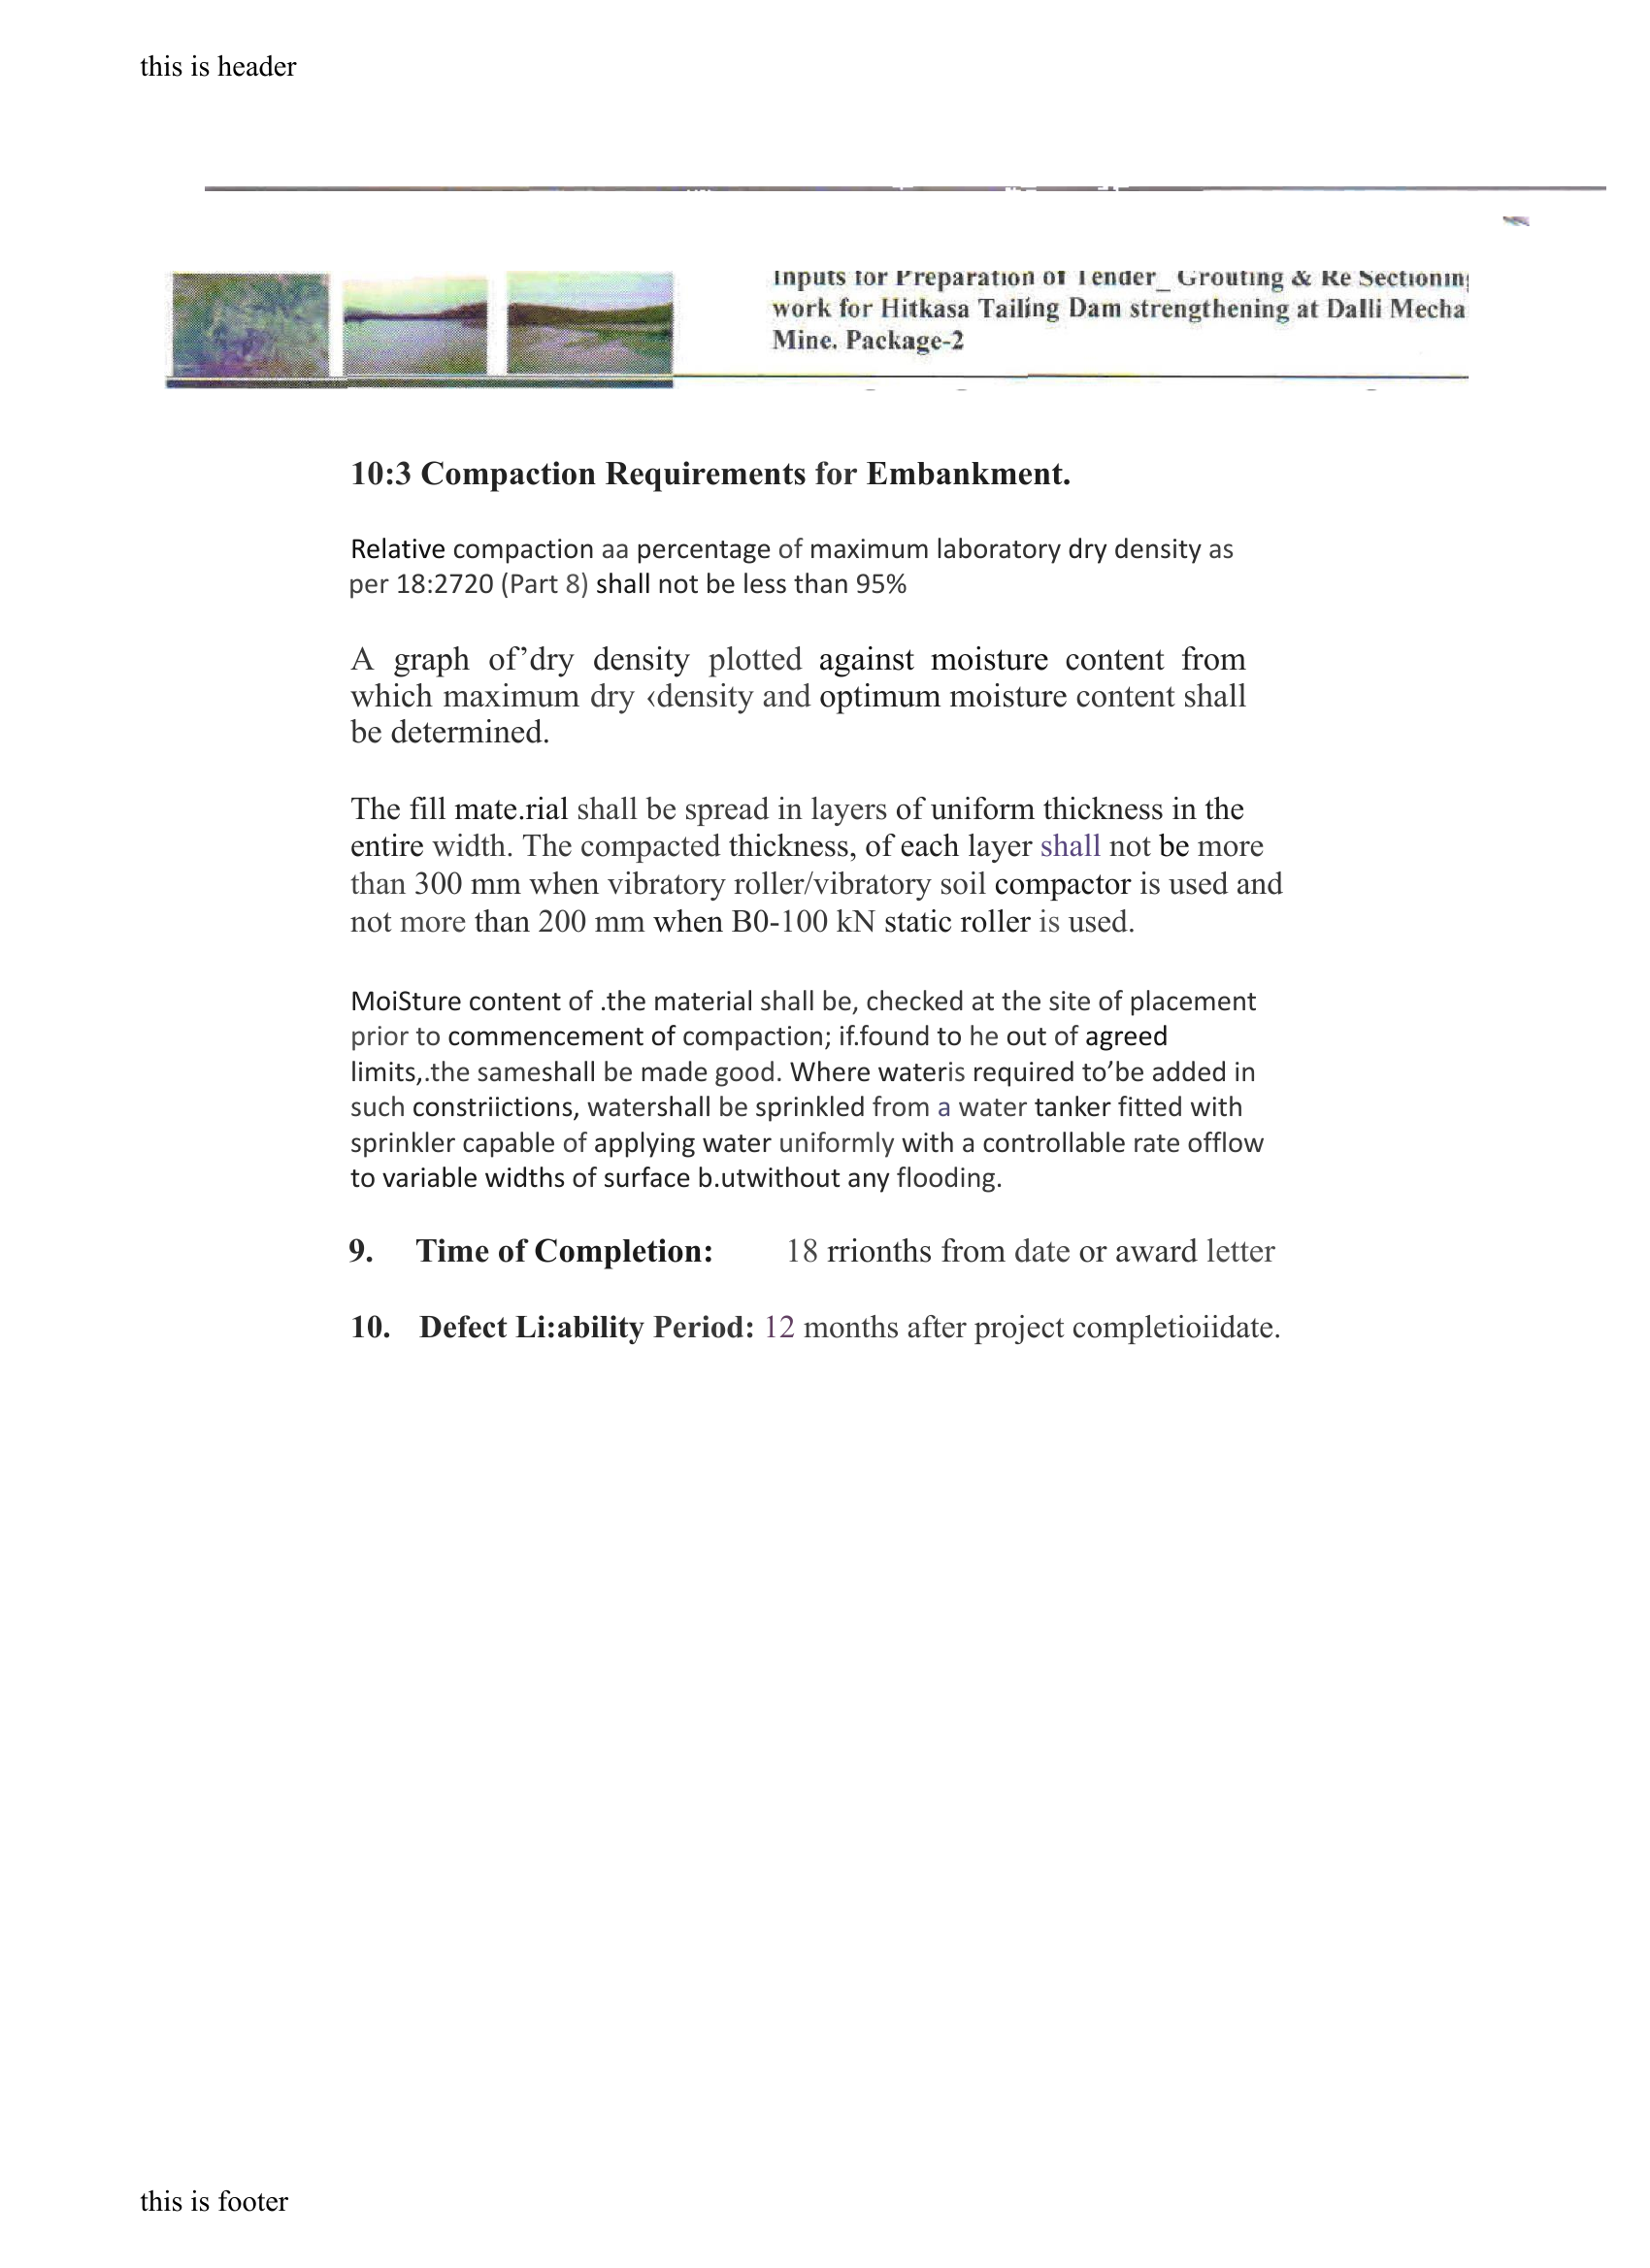 this is header
Inputs for Preparation of Tender_ Grouting & Re Sectioning
work for Hitkasa Tailing Dam strengthening at Dalli Mecha
Mine. Package-2
10:3 Compaction Requirements for Embankment.
Relative compaction aa percentage of maximum laboratory dry density as
per 18:2720 (Part 8) shall not be less than 95%
A graph of’dry density plotted against moisture content from
which maximum dry ‹density and optimum moisture content shall
be determined.
The fill mate.rial shall be spread in layers of uniform thickness in the
entire width. The compacted thickness, of each layer shall not be more
than 300 mm when vibratory roller/vibratory soil compactor is used and
not more than 200 mm when B0-100 kN static roller is used.
MoiSture content of .the material shall be, checked at the site of placement
prior to commencement of compaction; if.found to he out of agreed
limits,.the sameshall be made good. Where wateris required to’be added in
such constriictions, watershall be sprinkled from a water tanker fitted with
sprinkler capable of applying water uniformly with a controllable rate offlow
to variable widths of surface b.utwithout any flooding.
9. Time of Completion: 18 rrionths from date or award letter
10. Defect Li:ability Period: 12 months after project completioiidate.
this is footer